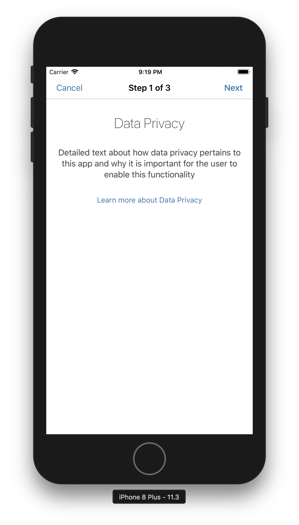 Carrier 9:19 PM
Cancel Step 1 of 3 Next
Data Privacy
Detailed text about how data privacy pertains to
this app and why it is important for the user to
enable this functionality
Learn more about Data Privacy
iPhone 8 Plus - 11.3